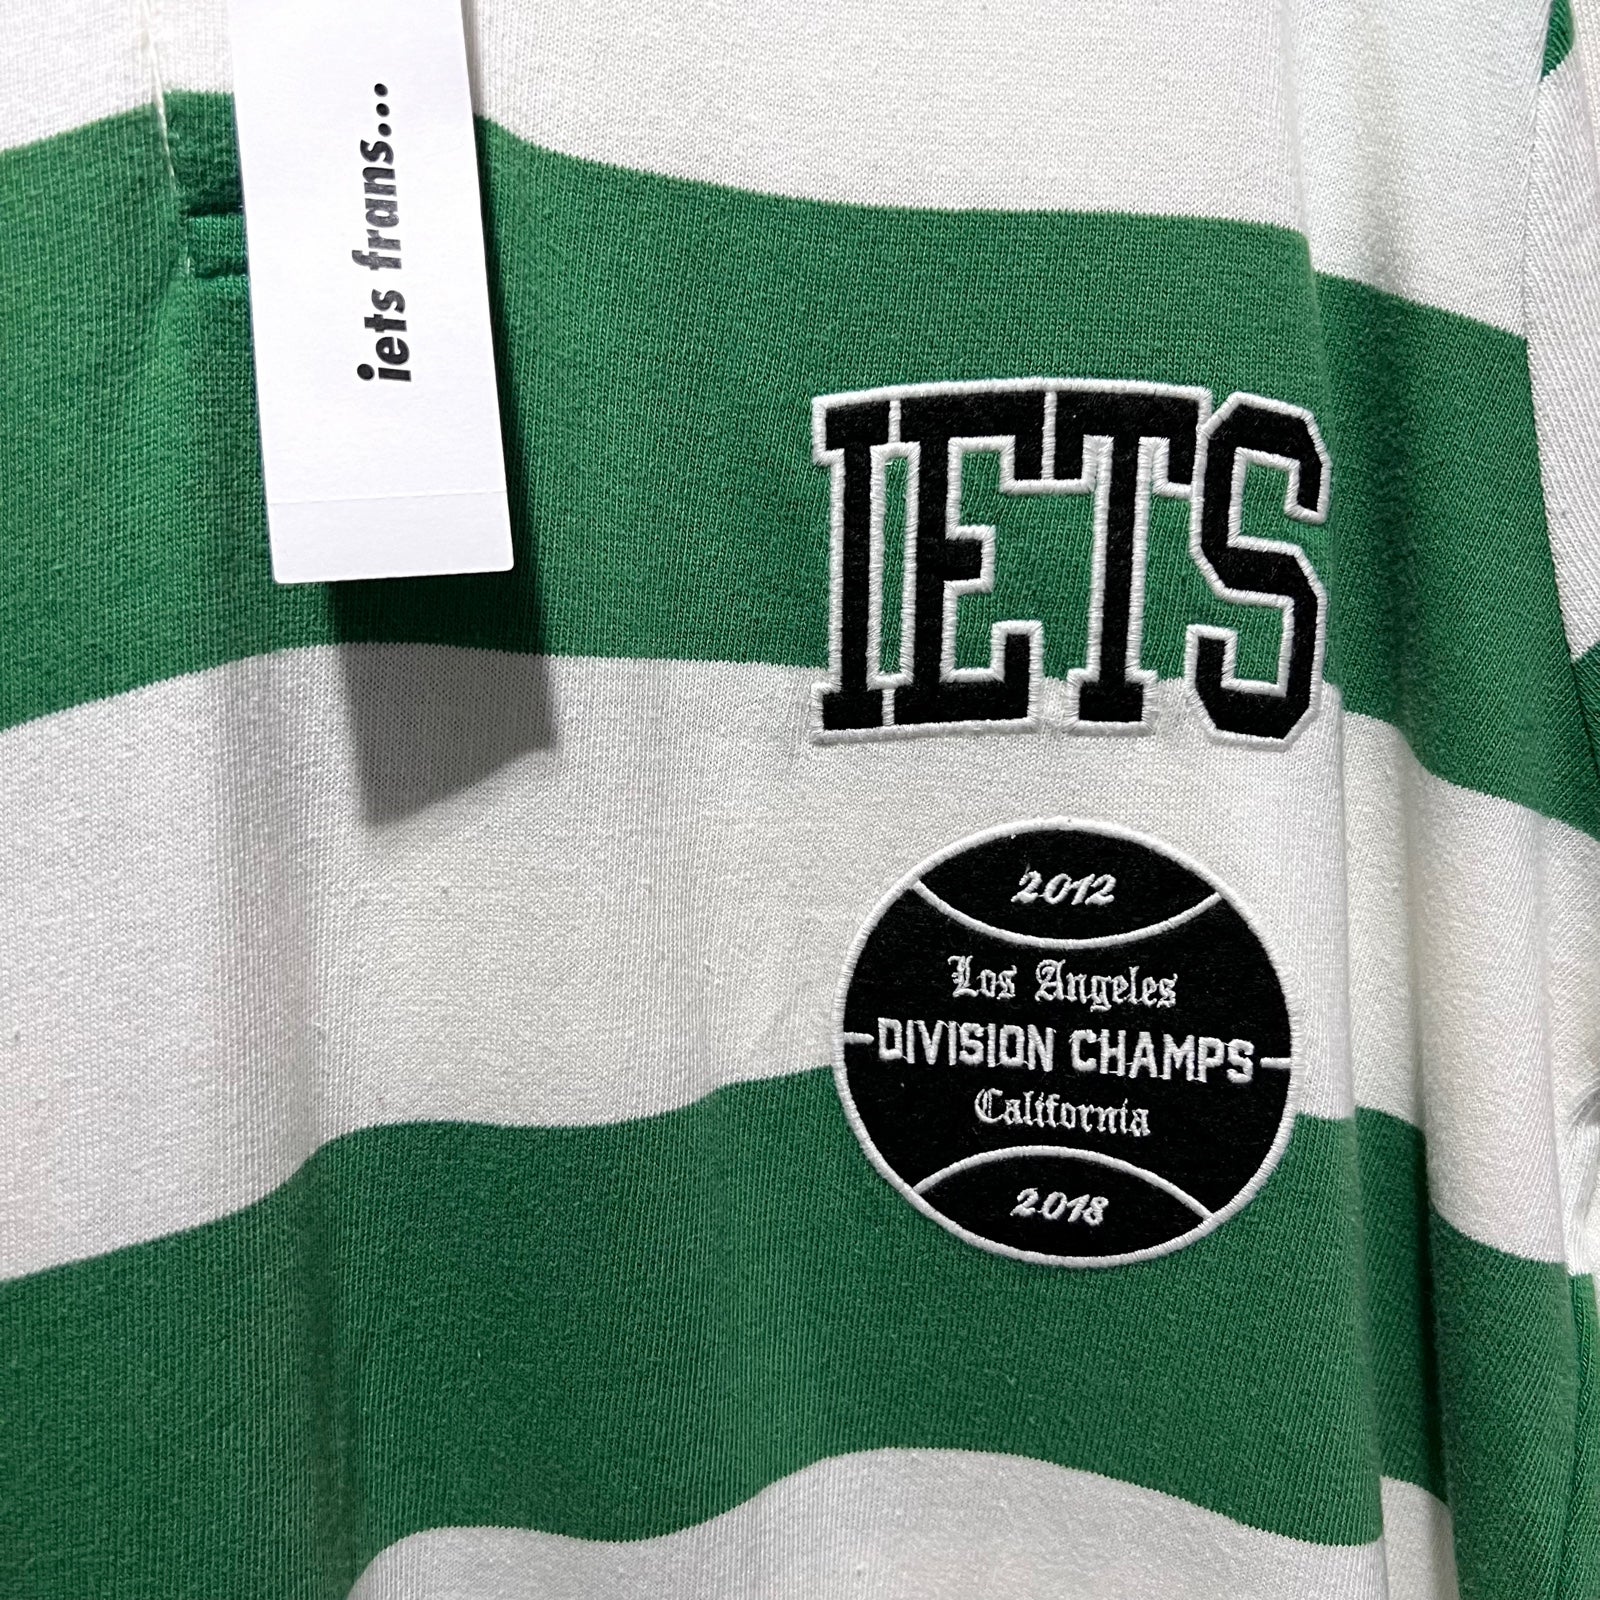 iets frans...
IETS
2012
Los Angeles
DIVISION CHAMPS
California
2018